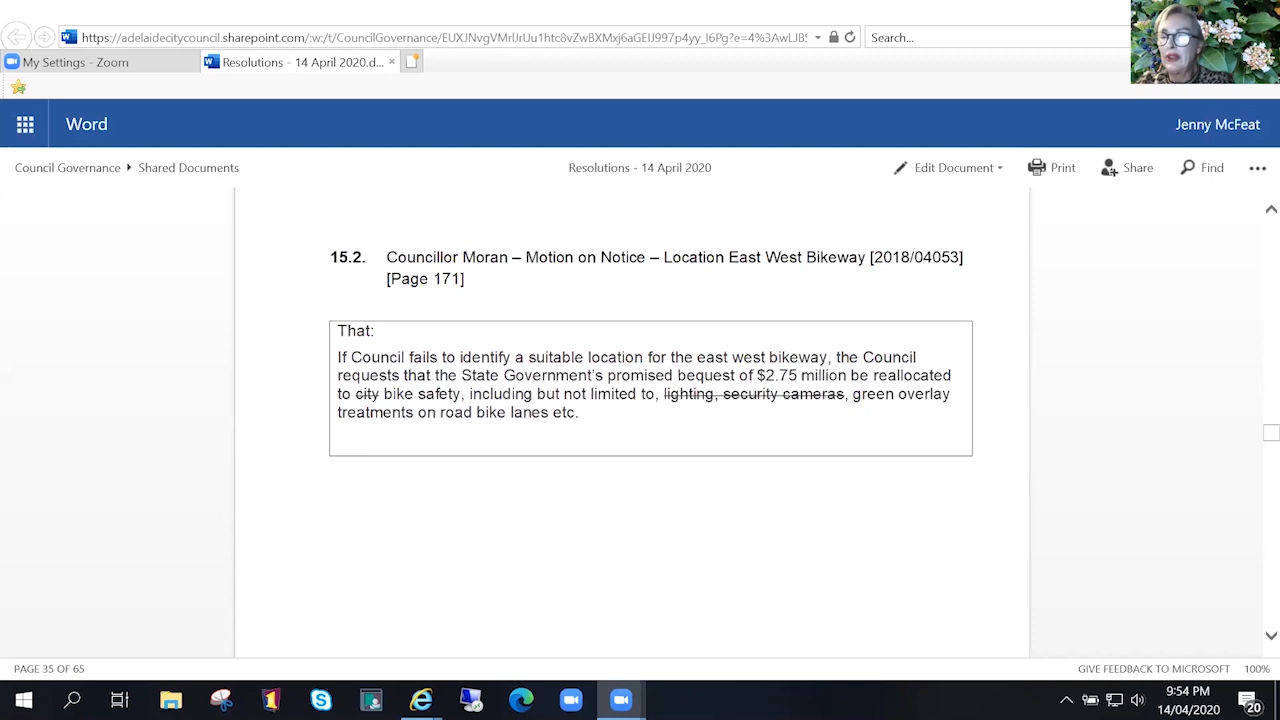 https://adelaidecitycouncil.sharepoint.com/:w:/t/CouncilGovernance/
Search...
My Settings - Zoom
Resolutions - 14 April 2020.d...
Word
Jenny McFeat
Council Governance Shared Documents
Resolutions - 14 April 2020
Edit Document
Print
Share
Find
15.2. Councillor Moran – Motion on Notice – Location East West Bikeway [2018/04053]
[Page 171]
That:
If Council fails to identify a suitable location for the east west bikeway, the Council
requests that the State Government's promised bequest of $2.75 million be reallocated
to city bike safety, including but not limited to, lighting, security cameras, green overlay
treatments on road bike lanes etc.
PAGE 35 OF 65
GIVE FEEDBACK TO MICROSOFT 100%
9:54 PM
14/04/2020
20